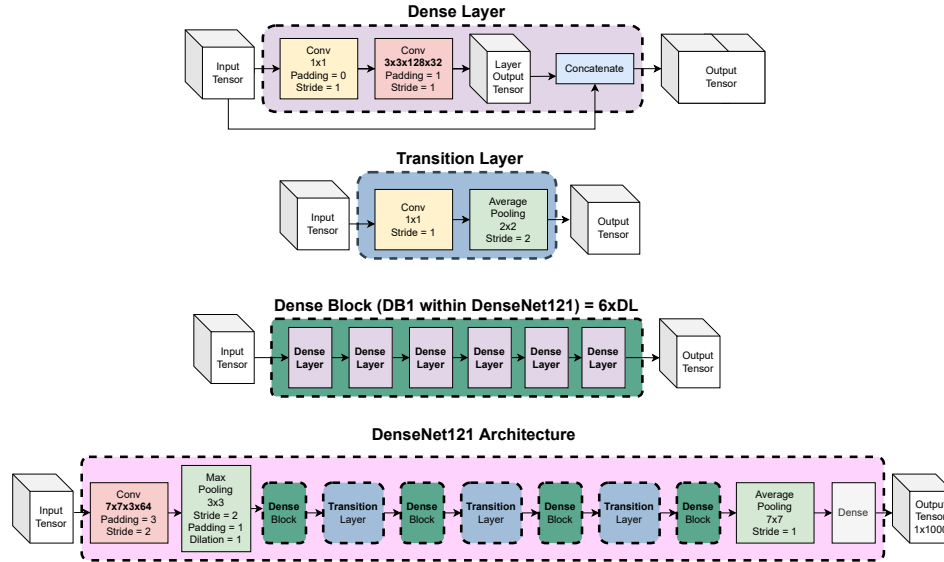 Dense Layer
Input
Tensor
Conv
1x1
Padding = 0
Stride = 1
Conv
3x3x128x32
Padding = 1
Stride = 1
Layer
Output
Tensor
Concatenate
Output
Tensor
Transition Layer
Input
Tensor
Conv
1x1
Stride = 1
Average
Pooling
2x2
Stride = 2
Output
Tensor
Dense Block (DB1 within DenseNet121) = 6xDL
Input
Tensor
Dense
Layer
Dense
Layer
Dense
Layer
Dense
Layer
Dense
Layer
Dense
Layer
Output
Tensor
DenseNet121 Architecture
Input
Tensor
Conv
7x7x3x64
Padding = 3
Stride = 2
Max
Pooling
3x3
Stride = 2
Padding = 1
Dilation = 1
Dense
Block
Transition
Layer
Dense
Block
Transition
Layer
Dense
Block
Transition
Layer
Dense
Block
Average
Pooling
7x7
Stride = 1
Dense
Output
Tensor
1x1000